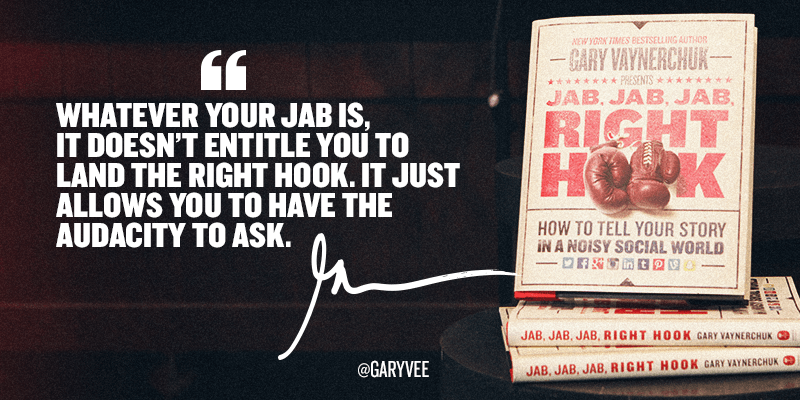 “
WHATEVER YOUR JAB IS,
IT DOESN’T ENTITLE YOU TO
LAND THE RIGHT HOOK. IT JUST
ALLOWS YOU TO HAVE THE
AUDACITY TO ASK.
@GARYVEE
NEW YORK TIMES BESTSELLING AUTHOR
GARY VAYNERCHUK
PRESENTS
JAB, JAB, JAB,
RIGHT
HOOK
HOW TO TELL YOUR STORY
IN A NOISY SOCIAL WORLD
JAB, JAB, JAB, RIGHT HOOK GARY VAYNERCHUK
JAB, JAB, JAB, RIGHT HOOK GARY VAYNERCHUK